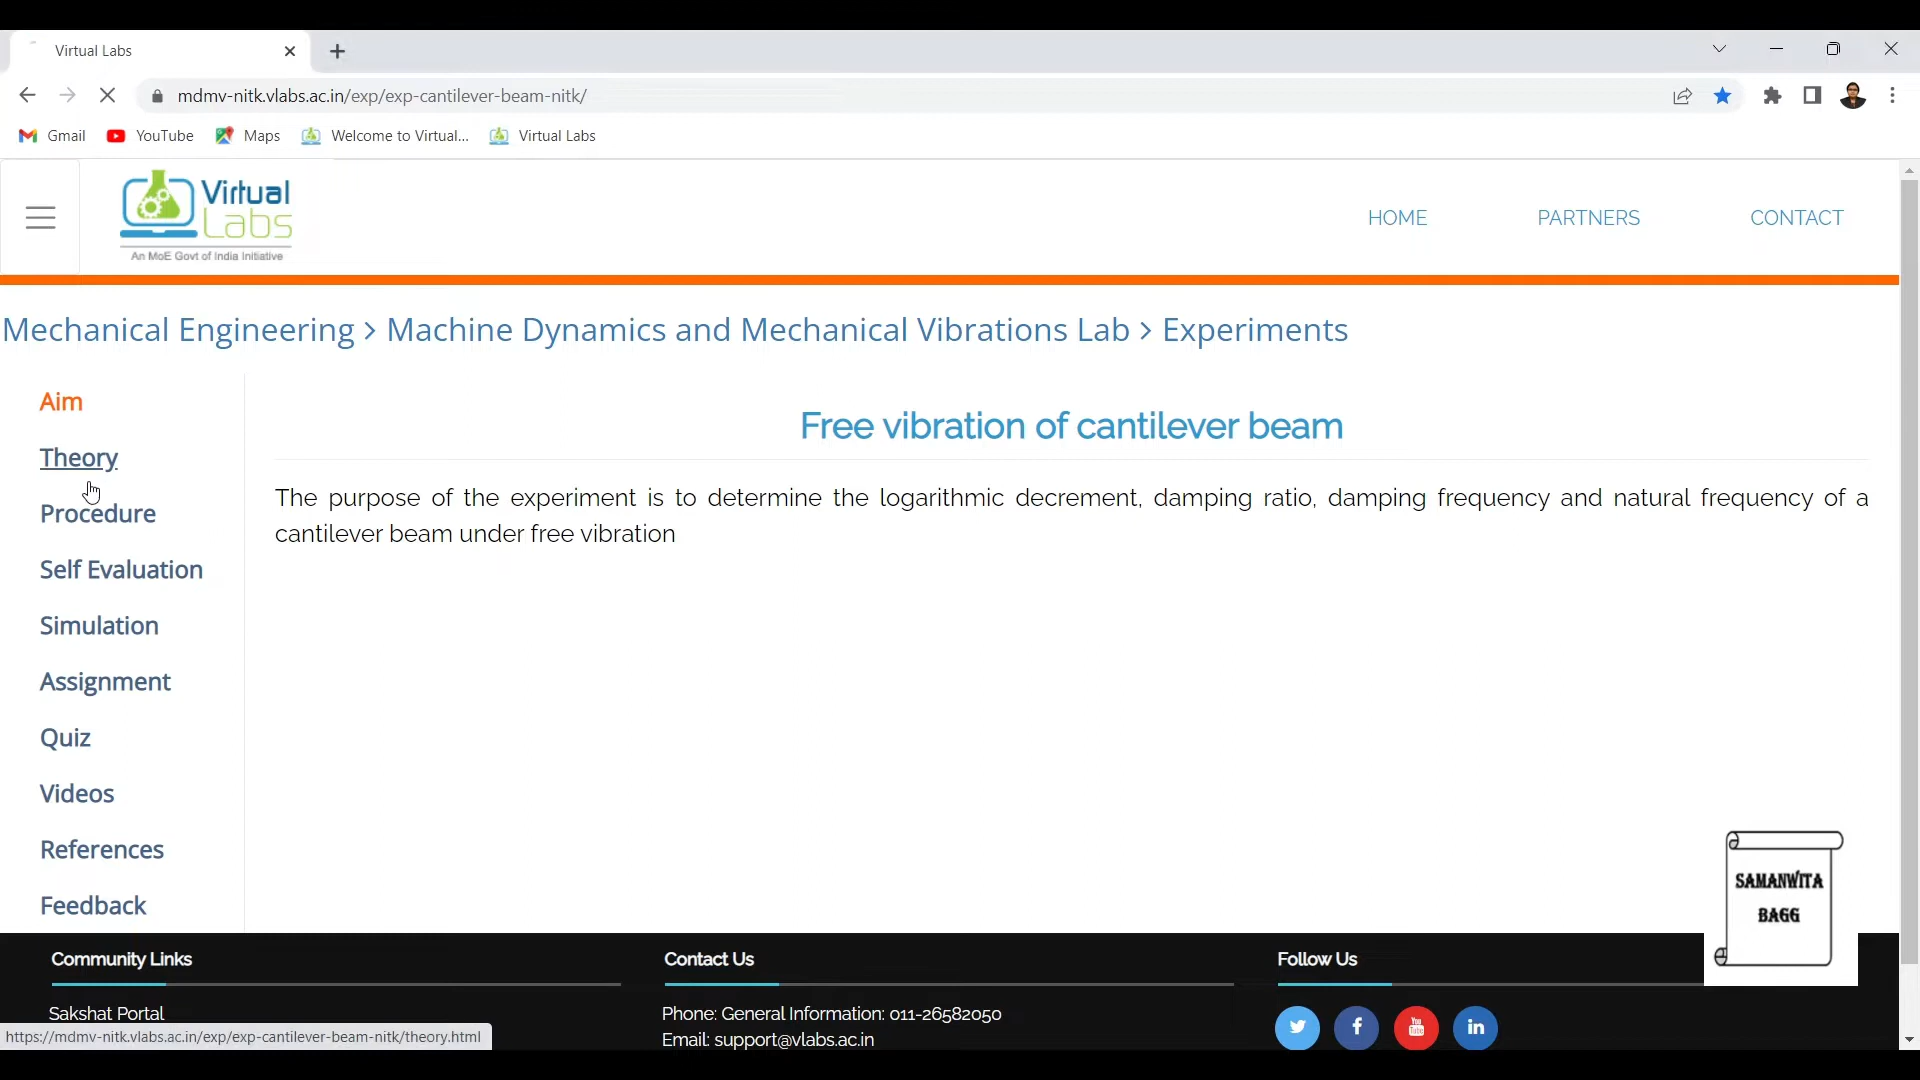 Virtual Labs
mdmv-nitk.vlabs.ac.in/exp/exp-cantilever-beam-nitk/
Gmail
YouTube
Maps
Welcome to Virtual...
Virtual Labs
Virtual
Labs
An MoE Govt of India Initiative
HOME
PARTNERS
CONTACT
Mechanical Engineering > Machine Dynamics and Mechanical Vibrations Lab > Experiments
Aim
Theory
Procedure
Self Evaluation
Simulation
Assignment
Quiz
Videos
References
Feedback
Free vibration of cantilever beam
The purpose of the experiment is to determine the logarithmic decrement, damping ratio, damping frequency and natural frequency of a
cantilever beam under free vibration
SAMANWITA
BAGG
Community Links
Sakshat Portal
Contact Us
Phone: General Information: 011-26582050
Email: support@vlabs.ac.in
Follow Us
You
Tube
https://mdmv-nitk.vlabs.ac.in/exp/exp-cantilever-beam-nitk/theory.html